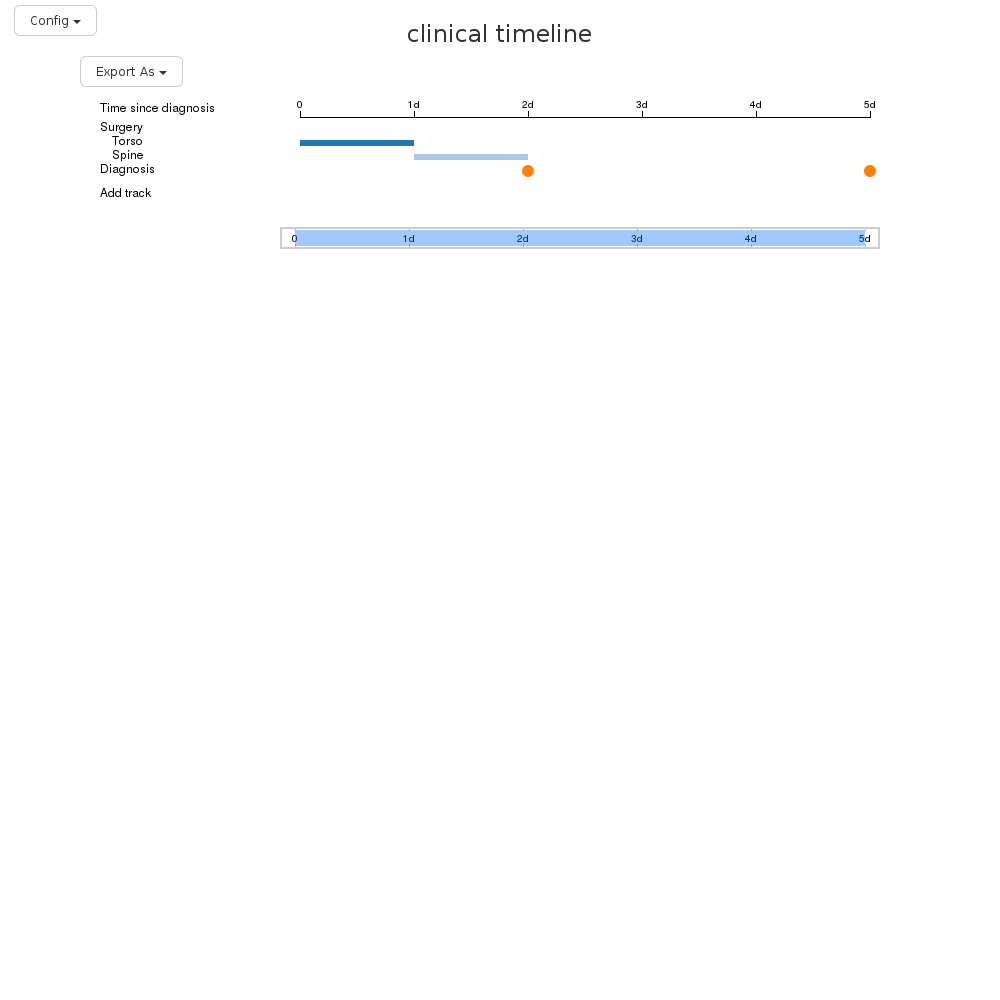 Config
clinical timeline
Export As
Time since diagnosis 0 1d 2d 3d 4d 5d
Surgery
Torso
Spine
Diagnosis
Add track
0 1d 2d 3d 4d 5d